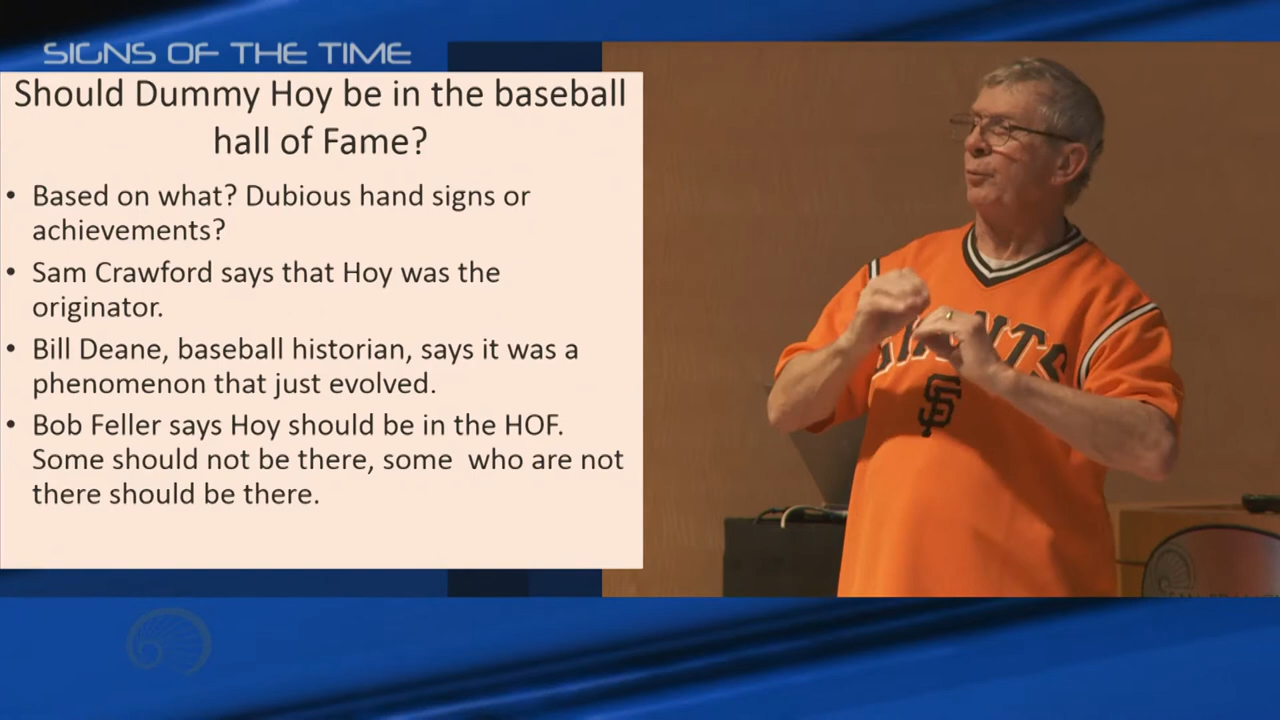 SIGNS OF THE TIME
Should Dummy Hoy be in the baseball
hall of Fame?
• Based on what? Dubious hand signs or
achievements?
• Sam Crawford says that Hoy was the
originator.
• Bill Deane, baseball historian, says it was a
phenomenon that just evolved.
• Bob Feller says Hoy should be in the HOF.
Some should not be there, some  who are not
there should be there.
SF